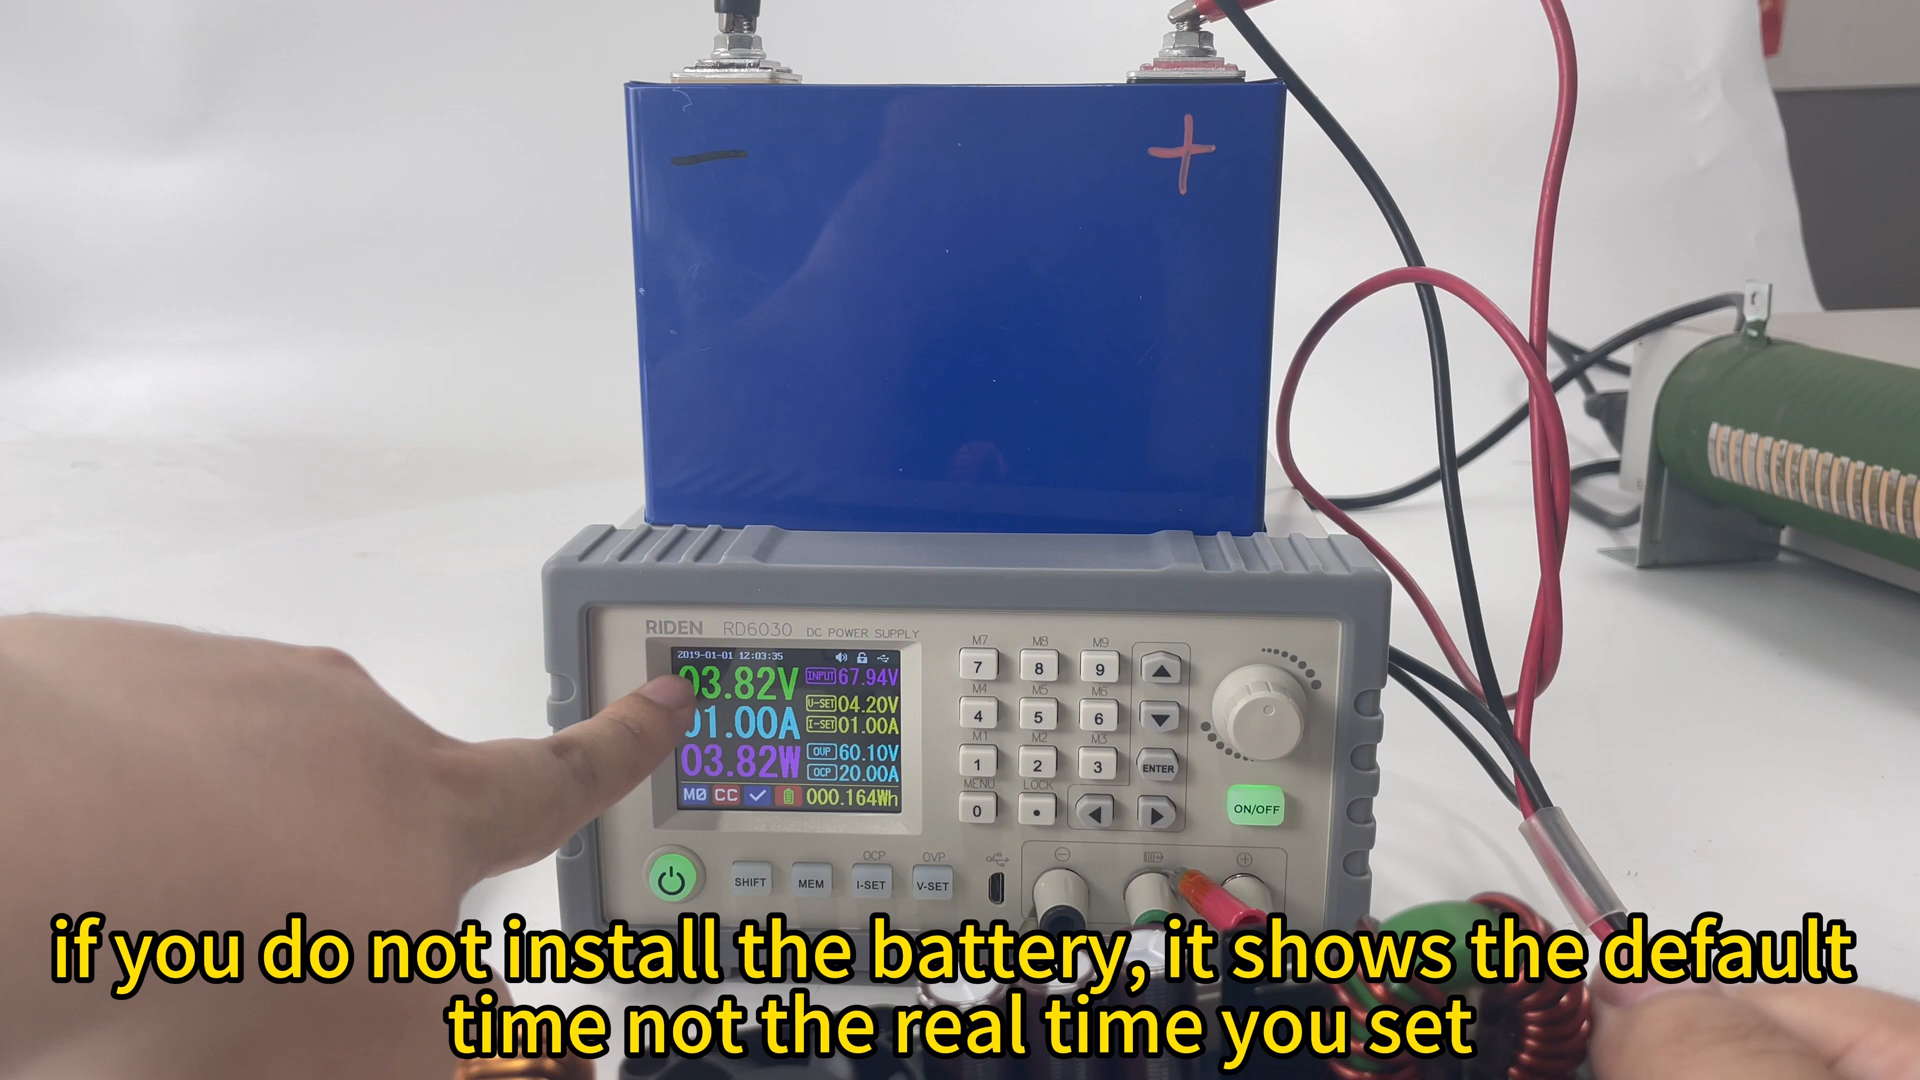 −
+
RIDEN RD6030 DC POWER SUPPLY
2019-01-01 12:03:35
03.82V
INPUT 67.94V
V-SET 04.20V
01.00A
I-SET 01.00A
03.82W
OVP 60.10V
OCP 20.00A
M0 CC 000.164Wh
M7 M8 M9
7 8 9
M4 M5 M6
4 5 6
M1 M2 M3
1 2 3 ENTER
MENU LOCK
0 .
ON/OFF
OCP OVP
SHIFT MEM I-SET V-SET
if you do not install the battery, it shows the default
time not the real time you set